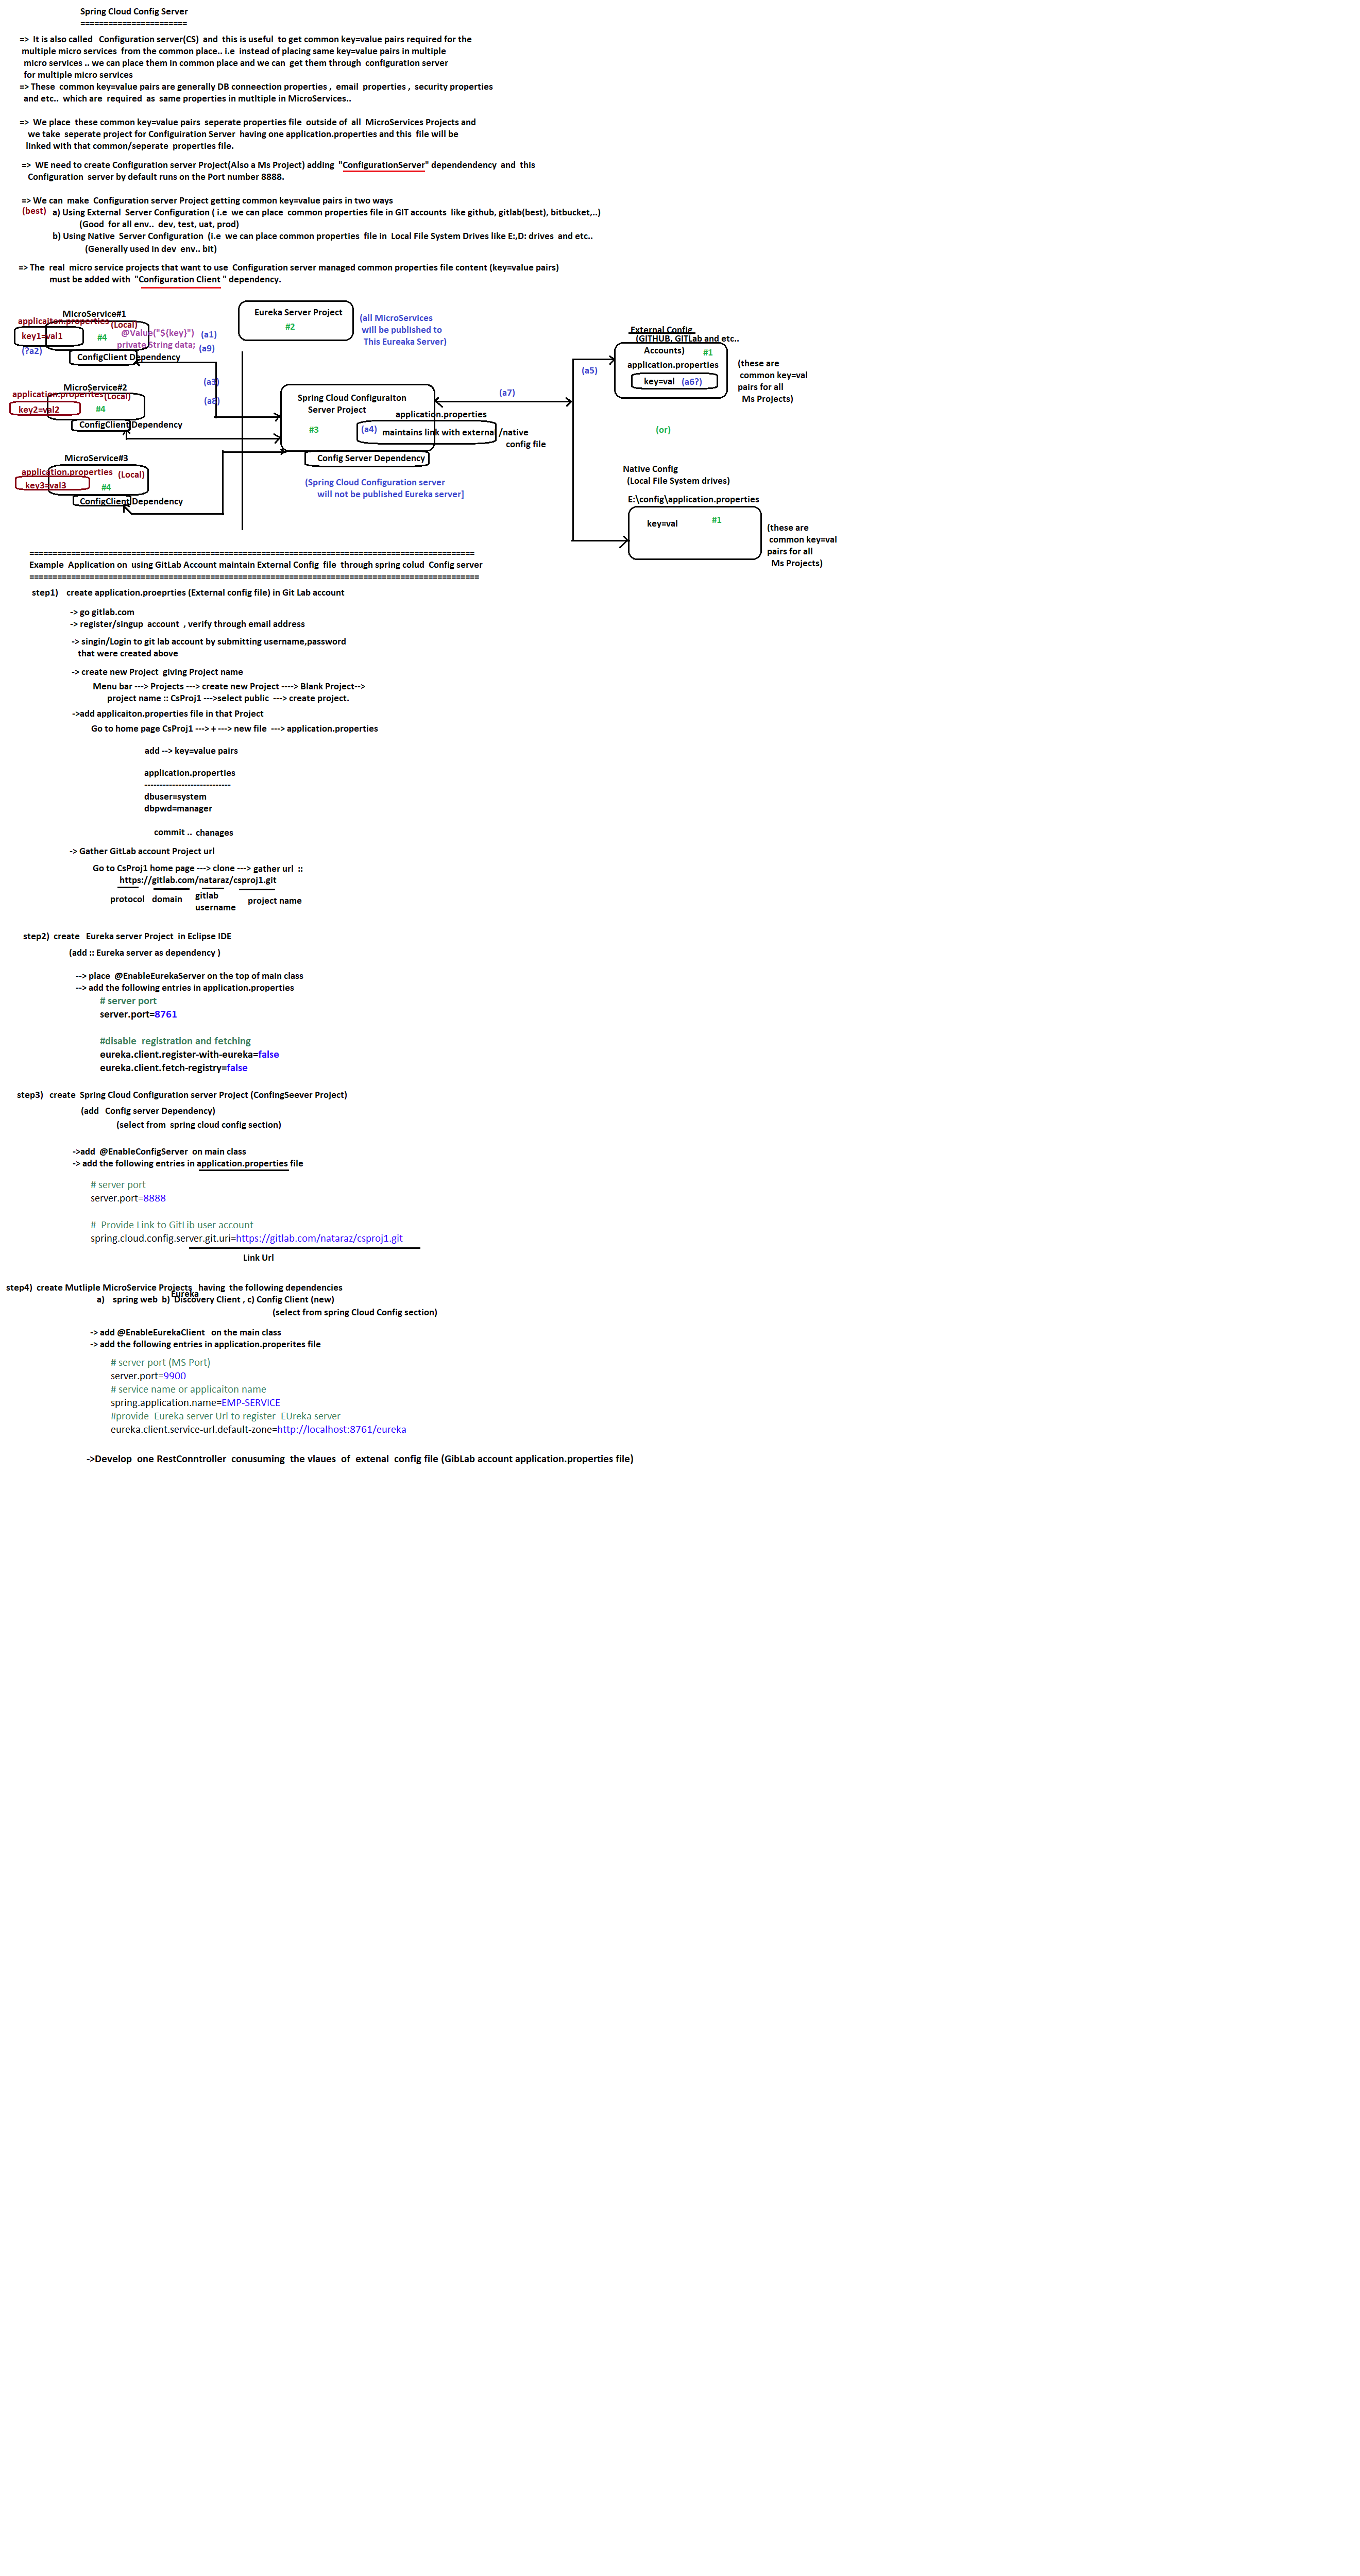 Spring Cloud Config Server
=======================
=> It is also called Configuration server(CS) and this is useful to get common key=value pairs required for the
multiple micro services from the common place.. i.e instead of placing same key=value pairs in multiple
micro services .. we can place them in common place and we can get them through configuration server
for multiple micro services
=> These common key=value pairs are generally DB conneection properties , email properties , security properties
and etc.. which are required as same properties in mutltiple in MicroServices..
=> We place these common key=value pairs seperate properties file outside of all MicroServices Projects and
we take seperate project for Configuiration Server having one application.properties and this file will be
linked with that common/seperate properties file.
=> WE need to create Configuration server Project(Also a Ms Project) adding "ConfigurationServer" dependendency and this
Configuration server by default runs on the Port number 8888.
=> We can make Configuration server Project getting common key=value pairs in two ways
(best) a) Using External Server Configuration ( i.e we can place common properties file in GIT accounts like github, gitlab(best), bitbucket,..)
(Good for all env.. dev, test, uat, prod)
b) Using Native Server Configuration (i.e we can place common properties file in Local File System Drives like E:,D: drives and etc..
(Generally used in dev env.. bit)
=> The real micro service projects that want to use Configuration server managed common properties file content (key=value pairs)
must be added with "Configuration Client " dependency.
MicroService#1
applicaiton.properties (Local)
key1=val1 #4
@Value("${key}") (a1)
private String data; (a9)
(?a2)
ConfigClient Dependency
(a3)
(a8)
MicroService#2
application.properites (Local)
key2=val2 #4
ConfigClient Dependency
MicroService#3
application.properties (Local)
key3=val3 #4
ConfigClient Dependency
Eureka Server Project
#2
(all MicroServices
will be published to
This Eureaka Server)
Spring Cloud Configuraiton
Server Project
#3
application.properties
(a4) maintains link with external /native
config file
Config Server Dependency
(Spring Cloud Configuration server
will not be published Eureka server]
(a7)
(a5)
External Config
(GITHUB, GITLab and etc..
Accounts) #1
application.properties
key=val (a6?)
(these are
common key=val
pairs for all
Ms Projects)
(or)
Native Config
(Local File System drives)
E:\config\application.properties
key=val #1
(these are
common key=val
pairs for all
Ms Projects)
================================================================================================
Example Application on using GitLab Account maintain External Config file through spring colud Config server
=================================================================================================
step1) create application.proeprties (External config file) in Git Lab account
-> go gitlab.com
-> register/singup account , verify through email address
-> singin/Login to git lab account by submitting username,password
that were created above
-> create new Project giving Project name
Menu bar ---> Projects ---> create new Project ----> Blank Project-->
project name :: CsProj1 --->select public ---> create project.
->add applicaiton.properties file in that Project
Go to home page CsProj1 ---> + ---> new file ---> application.properties
add --> key=value pairs
application.properties
----------------------------
dbuser=system
dbpwd=manager
commit .. chanages
-> Gather GitLab account Project url
Go to CsProj1 home page ---> clone ---> gather url ::
https://gitlab.com/nataraz/csproj1.git
protocol domain gitlab username project name
step2) create Eureka server Project in Eclipse IDE
(add :: Eureka server as dependency )
--> place @EnableEurekaServer on the top of main class
--> add the following entries in application.properties
# server port
server.port=8761
#disable registration and fetching
eureka.client.register-with-eureka=false
eureka.client.fetch-registry=false
step3) create Spring Cloud Configuration server Project (ConfingSeever Project)
(add Config server Dependency)
(select from spring cloud config section)
->add @EnableConfigServer on main class
-> add the following entries in application.properties file
# server port
server.port=8888
# Provide Link to GitLib user account
spring.cloud.config.server.git.uri=https://gitlab.com/nataraz/csproj1.git
Link Url
step4) create Mutliple MicroService Projects having the following dependencies
Eureka
a) spring web b) Discovery Client , c) Config Client (new)
(select from spring Cloud Config section)
-> add @EnableEurekaClient on the main class
-> add the following entries in application.properites file
# server port (MS Port)
server.port=9900
# service name or applicaiton name
spring.application.name=EMP-SERVICE
#provide Eureka server Url to register EUreka server
eureka.client.service-url.default-zone=http://localhost:8761/eureka
->Develop one RestConntroller conusuming the vlaues of extenal config file (GibLab account application.properties file)